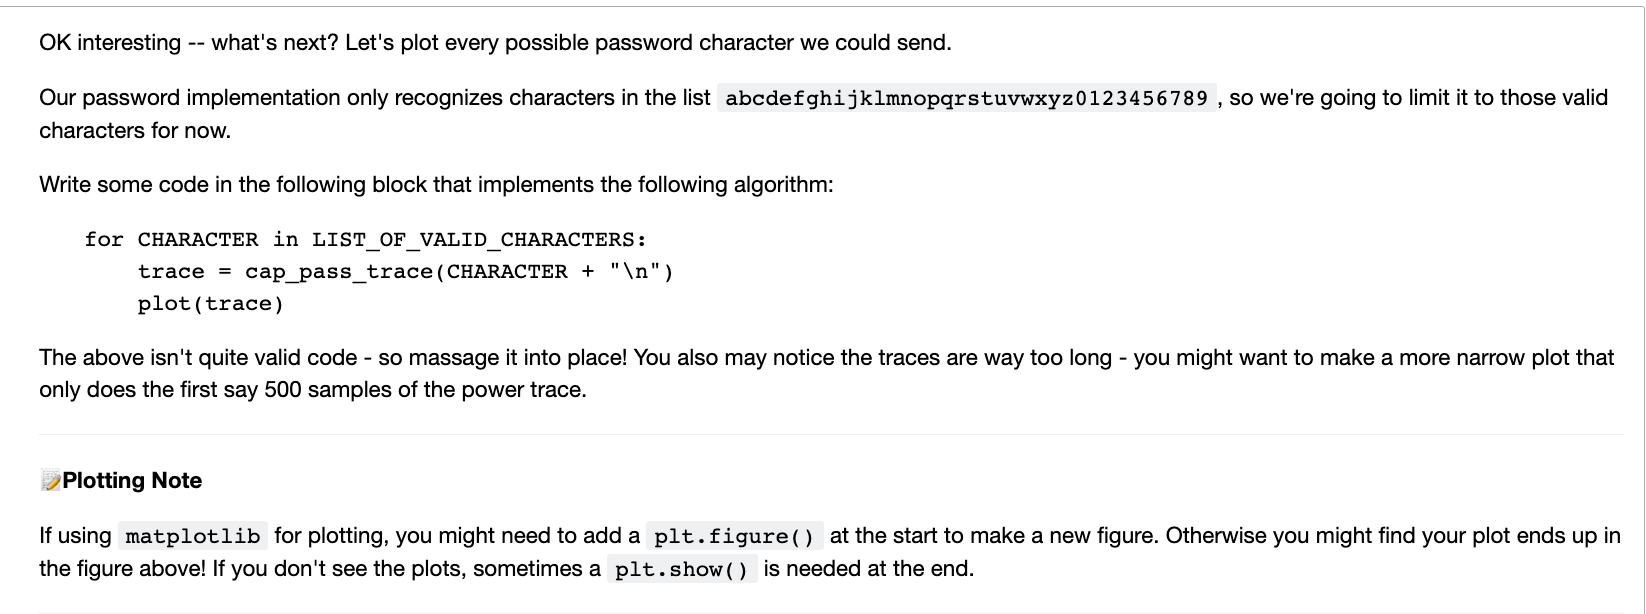 OK interesting -- what's next? Let's plot every possible password character we could send.
Our password implementation only recognizes characters in the list abcdefghijklmnopqrstuvwxyz0123456789 , so we're going to limit it to those valid
characters for now.
Write some code in the following block that implements the following algorithm:
for CHARACTER in LIST_OF_VALID_CHARACTERS:
    trace = cap_pass_trace(CHARACTER + "\n")
    plot(trace)
The above isn't quite valid code - so massage it into place! You also may notice the traces are way too long - you might want to make a more narrow plot that
only does the first say 500 samples of the power trace.
📝Plotting Note
If using matplotlib for plotting, you might need to add a plt.figure() at the start to make a new figure. Otherwise you might find your plot ends up in
the figure above! If you don't see the plots, sometimes a plt.show() is needed at the end.